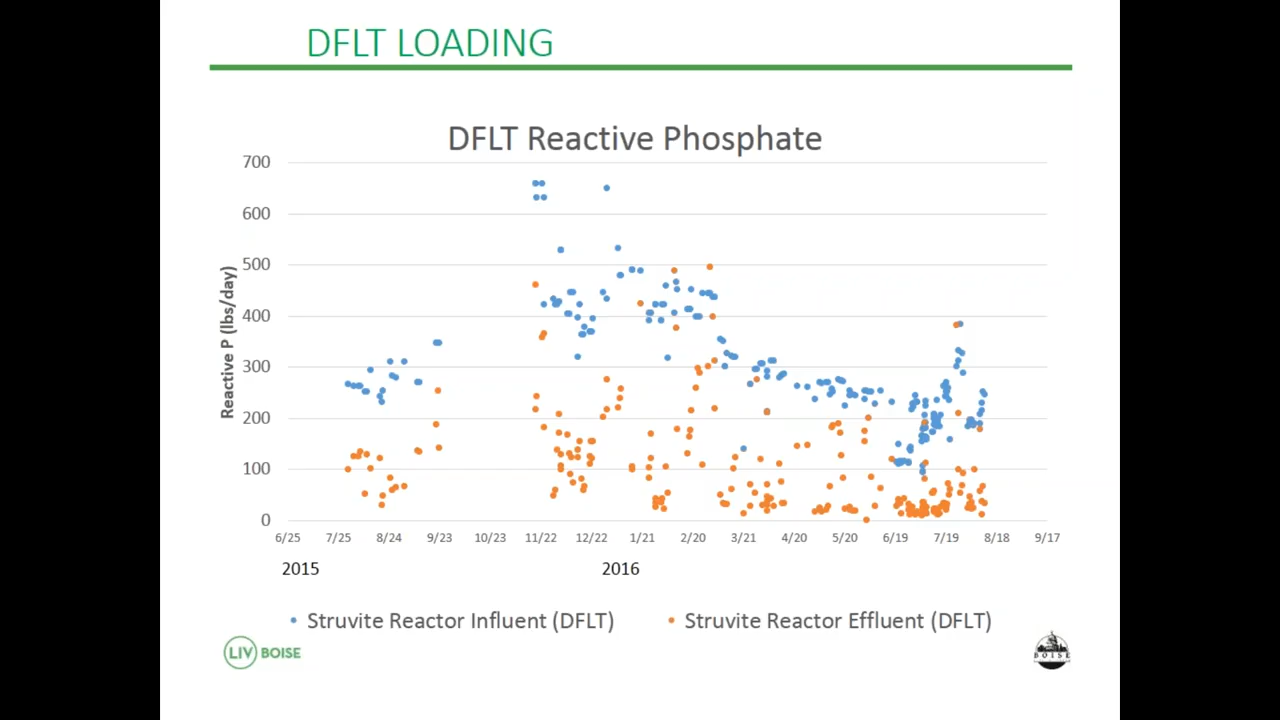 DFLT LOADING
DFLT Reactive Phosphate
700
600
500
400
300
200
100
0
Reactive P (lbs/day)
6/25 7/25 8/24 9/23 10/23 11/22 12/22 1/21 2/20 3/21 4/20 5/20 6/19 7/19 8/18 9/17
2015 2016
Struvite Reactor Influent (DFLT) Struvite Reactor Effluent (DFLT)
LIV BOISE
BOISE